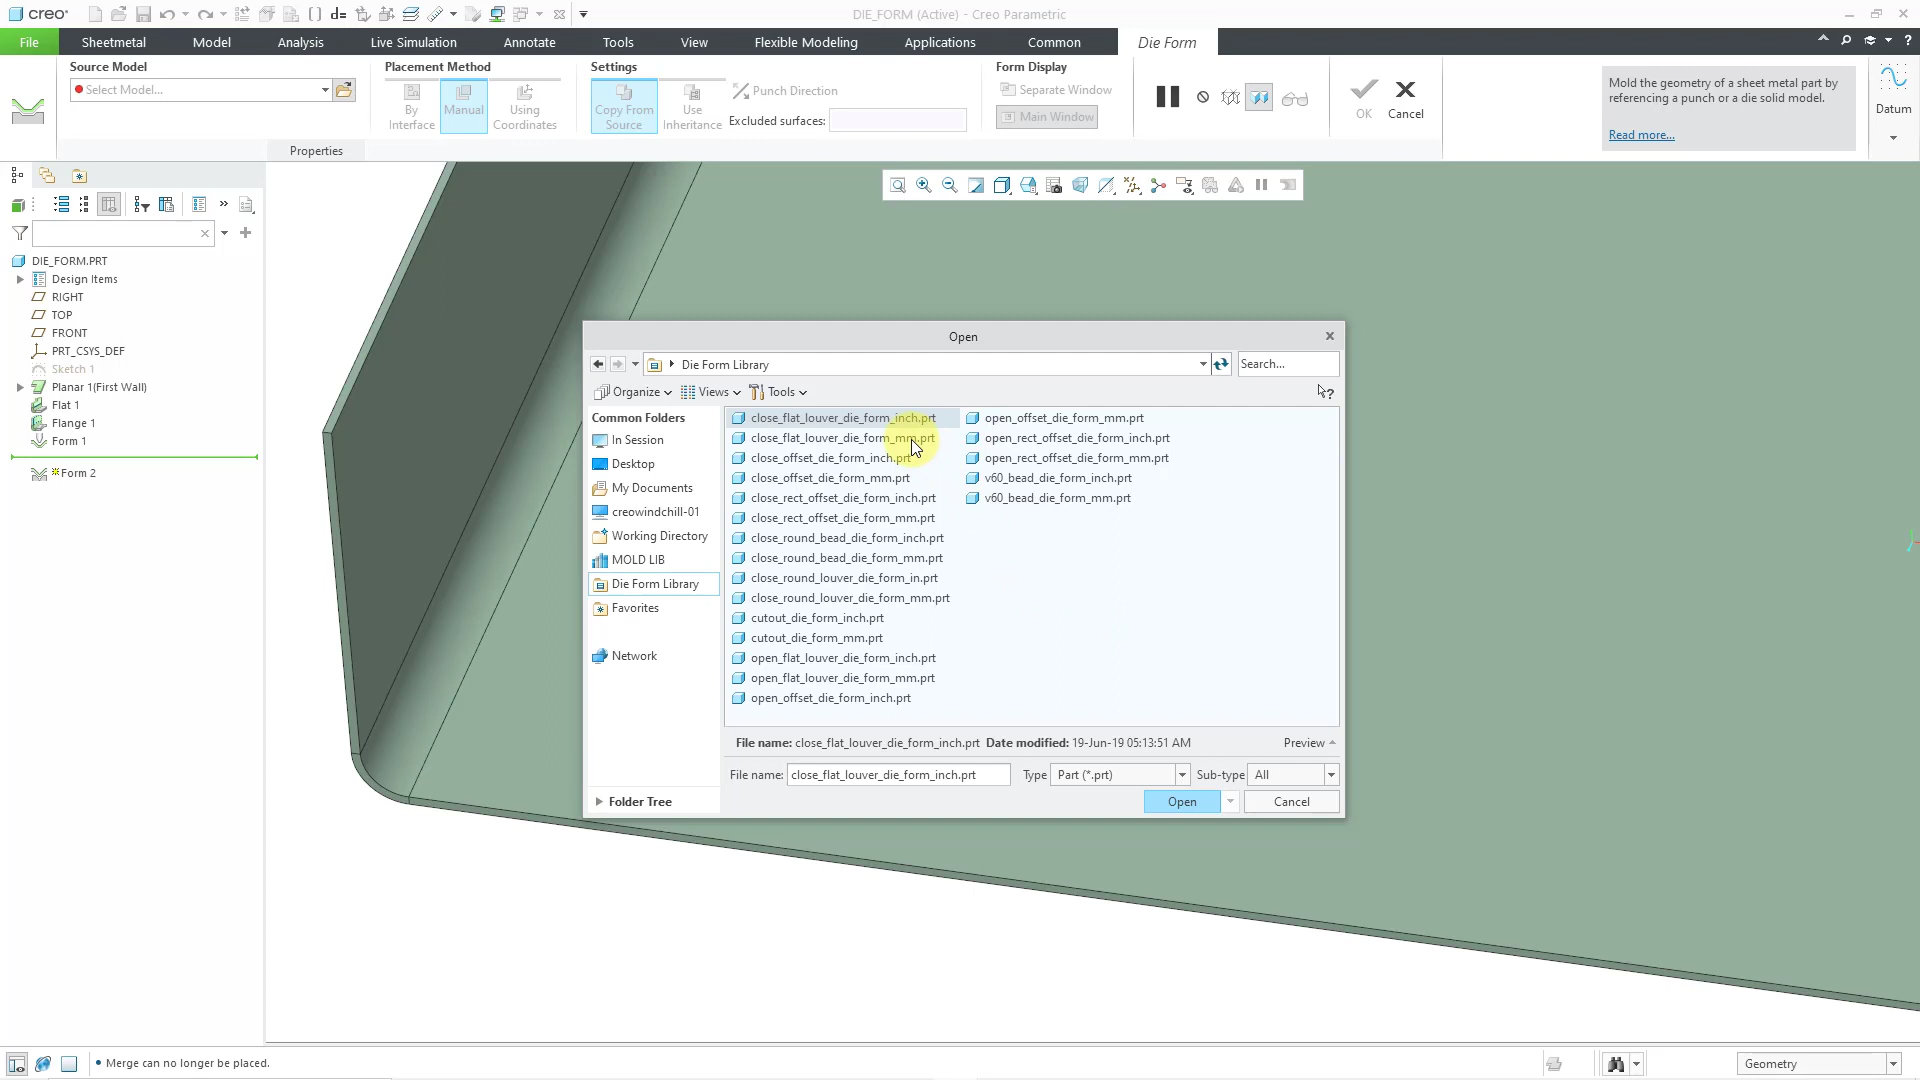 creo
DIE_FORM (Active) - Creo Parametric
File
Sheetmetal
Model
Analysis
Live Simulation
Annotate
Tools
View
Flexible Modeling
Applications
Common
Die Form
Source Model
Select Model...
Placement Method
By Interface
Manual
Using Coordinates
Settings
Copy From Source
Use Inheritance
Punch Direction
Excluded surfaces:
Form Display
Separate Window
Main Window
OK
Cancel
Mold the geometry of a sheet metal part by
referencing a punch or a die solid model.
Read more...
Datum
Properties
DIE_FORM.PRT
Design Items
RIGHT
TOP
FRONT
PRT_CSYS_DEF
Sketch 1
Planar 1(First Wall)
Flat 1
Flange 1
Form 1
Form 2
Open
Die Form Library
Search...
Organize
Views
Tools
Common Folders
In Session
Desktop
My Documents
creowindchill-01
Working Directory
MOLD LIB
Die Form Library
Favorites
Network
Folder Tree
close_flat_louver_die_form_inch.prt
close_flat_louver_die_form_mm.prt
close_offset_die_form_inch.prt
close_offset_die_form_mm.prt
close_rect_offset_die_form_inch.prt
close_rect_offset_die_form_mm.prt
close_round_bead_die_form_inch.prt
close_round_bead_die_form_mm.prt
close_round_louver_die_form_in.prt
close_round_louver_die_form_mm.prt
cutout_die_form_inch.prt
cutout_die_form_mm.prt
open_flat_louver_die_form_inch.prt
open_flat_louver_die_form_mm.prt
open_offset_die_form_inch.prt
open_offset_die_form_mm.prt
open_rect_offset_die_form_inch.prt
open_rect_offset_die_form_mm.prt
v60_bead_die_form_inch.prt
v60_bead_die_form_mm.prt
File name: close_flat_louver_die_form_inch.prt Date modified: 19-Jun-19 05:13:51 AM
Preview
File name: close_flat_louver_die_form_inch.prt
Type Part (*.prt)
Sub-type All
Open
Cancel
Merge can no longer be placed.
Geometry